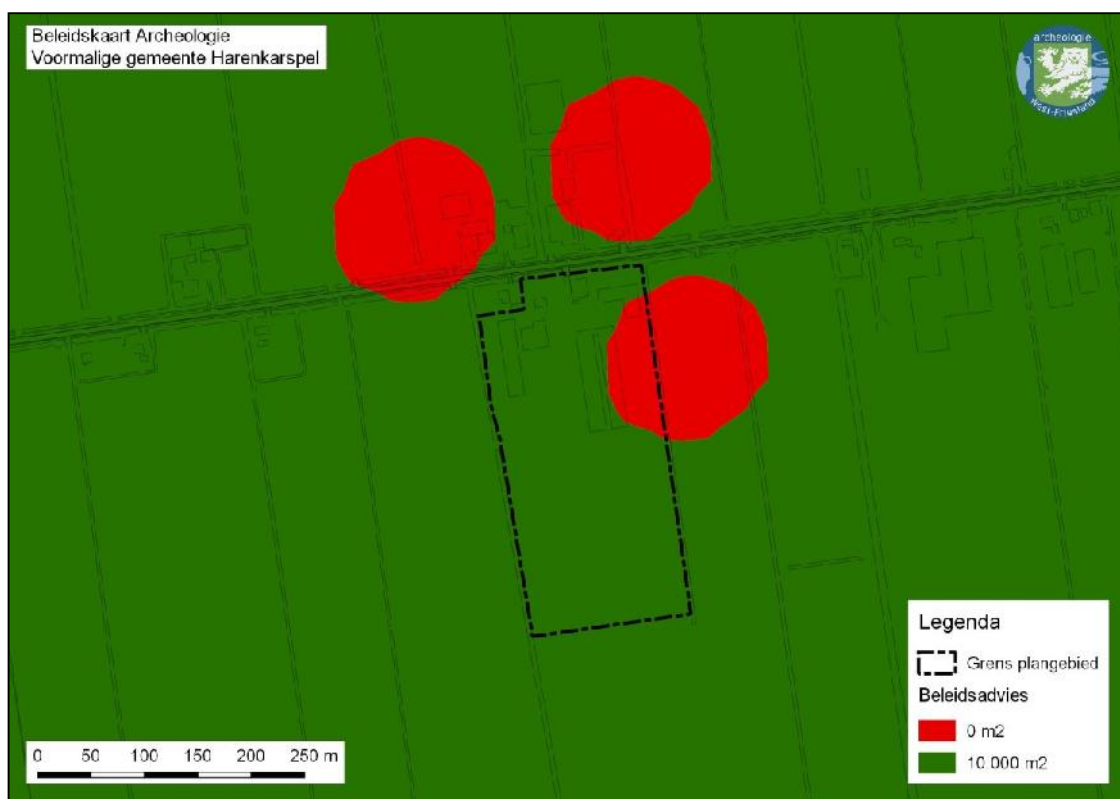 Beleidskaart Archeologie
Voormalige gemeente Harenkarspel
archeologie
West-Friesland
Legenda
Grens plangebied
Beleidsadvies
0 m2
10.000 m2
0 50 100 150 200 250 m